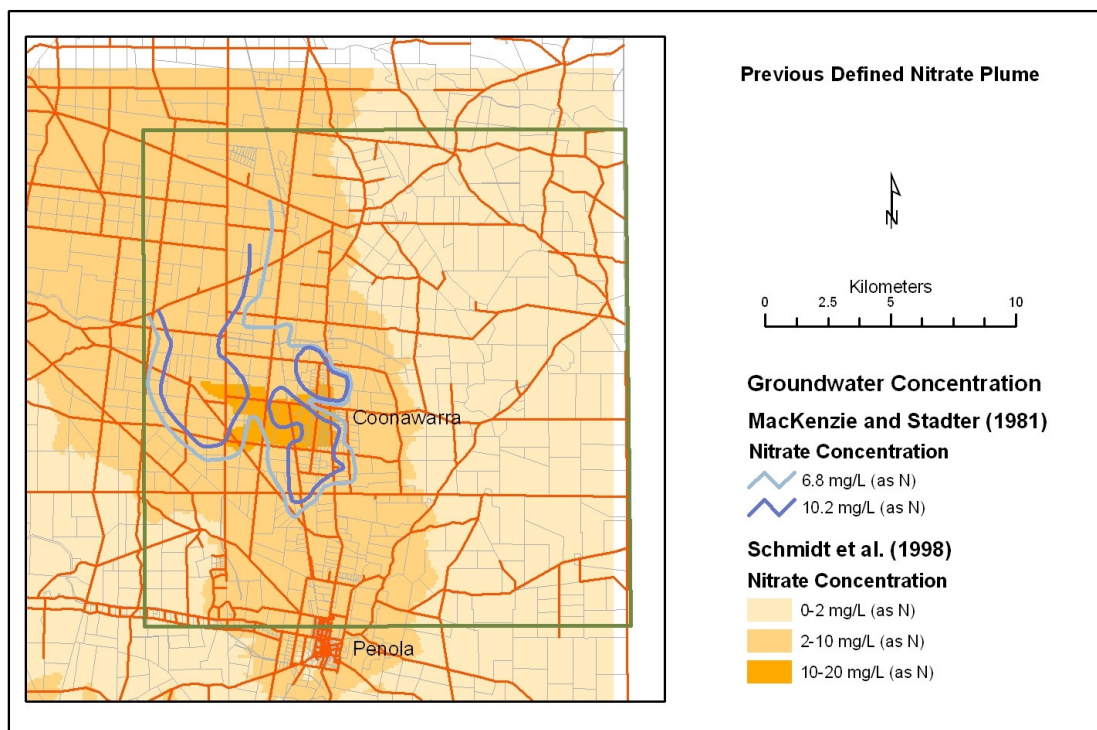 Previous Defined Nitrate Plume
N
Kilometers
0 2.5 5 10
Groundwater Concentration
MacKenzie and Stadter (1981)
Nitrate Concentration
6.8 mg/L (as N)
10.2 mg/L (as N)
Schmidt et al. (1998)
Nitrate Concentration
0-2 mg/L (as N)
2-10 mg/L (as N)
10-20 mg/L (as N)
Coonawarra
Penola